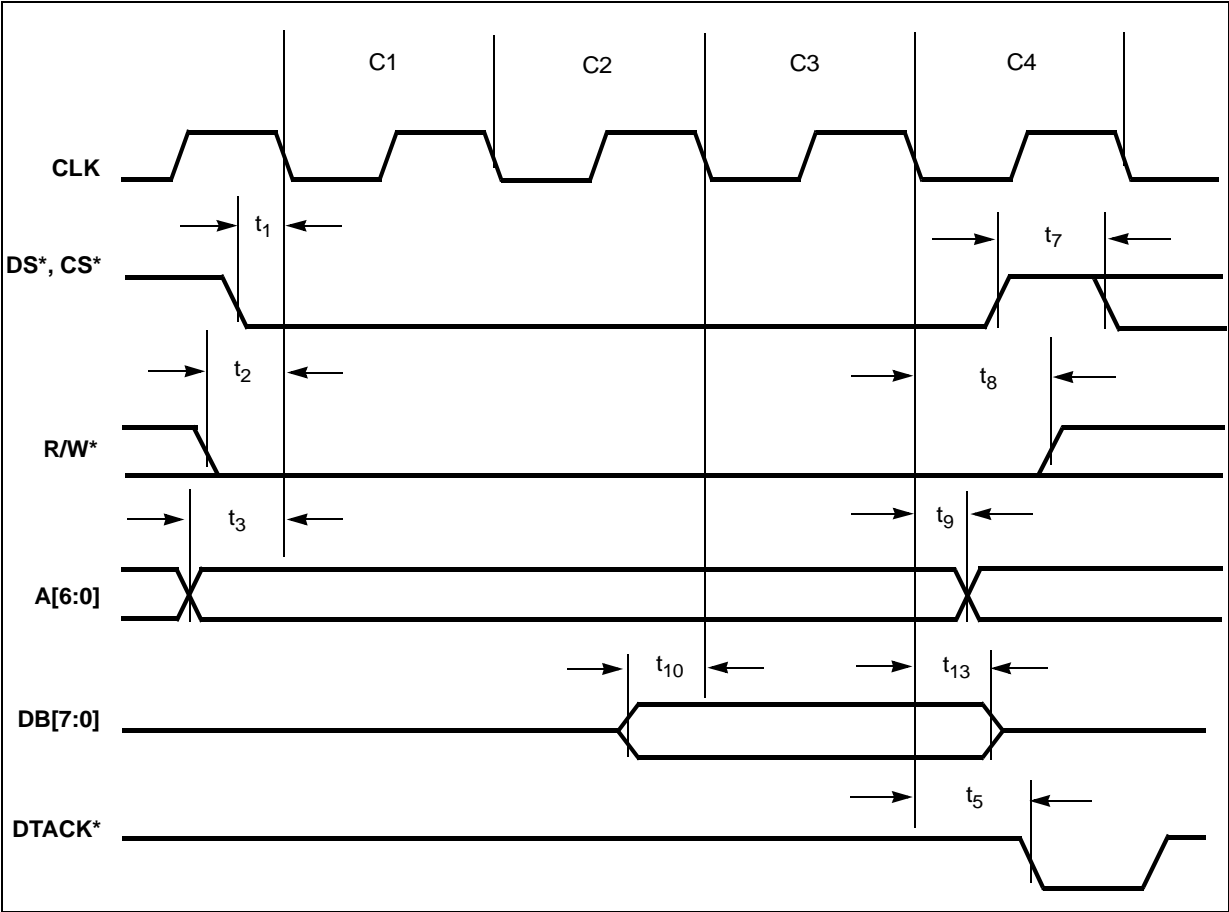 C1 C2 C3 C4
CLK
t1
t7
DS*, CS*
t2
t8
R/W*
t3
t9
A[6:0]
t10
t13
DB[7:0]
t5
DTACK*